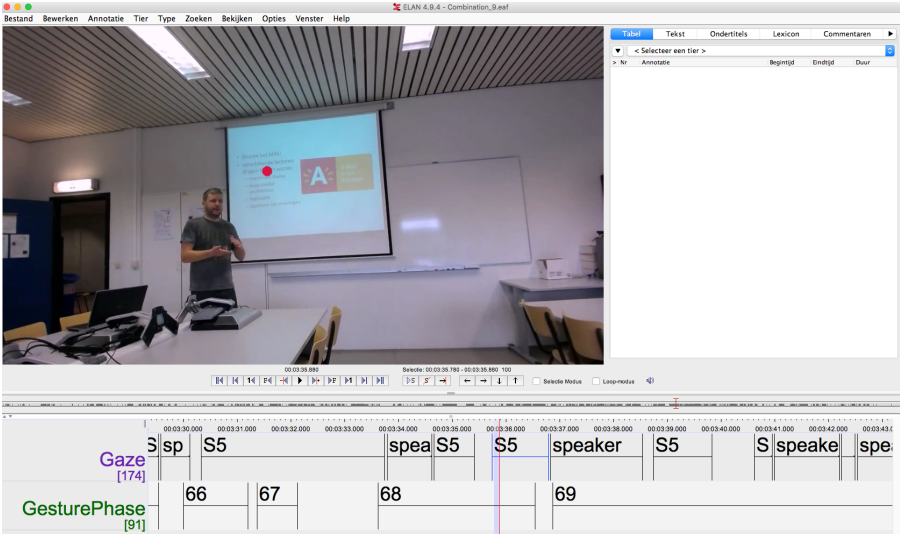 ELAN 4.9.4 - Combination_9.eaf
Bestand Bewerken Annotatie Tier Type Zoeken Bekijken Opties Venster Help
Tabel Tekst Ondertitels Lexicon Commentaren
< Selecteer een tier >
> Nr Annotatie Begintijd Eindtijd Duur
A
00:03:35.880 Selectie: 00:03:35.780 - 00:03:35.880 100
Selectie Modus Loop-modus
00:03:30.000 00:03:31.000 00:03:32.000 00:03:33.000 00:03:34.000 00:03:35.000 00:03:36.000 00:03:37.000 00:03:38.000 00:03:39.000 00:03:40.000 00:03:41.000 00:03:42.000 00:03:43.0
Gaze S sp S5 spea S5 S5 speaker S5 S speake spea
[174]
GesturePhase 66 67 68 69
[91]